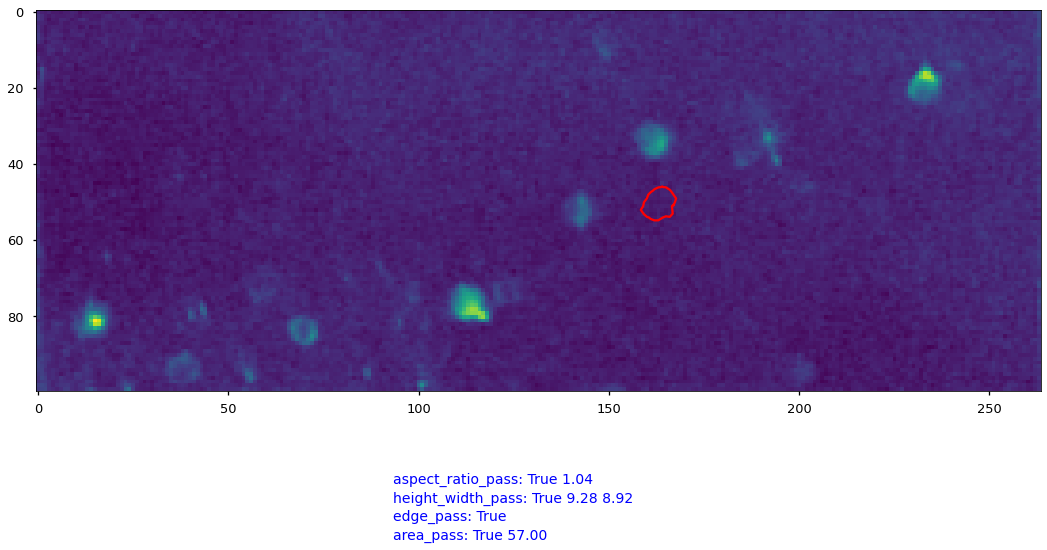 0
20
40
60
80
0 50 100 150 200 250
aspect_ratio_pass: True 1.04
height_width_pass: True 9.28 8.92
edge_pass: True
area_pass: True 57.00